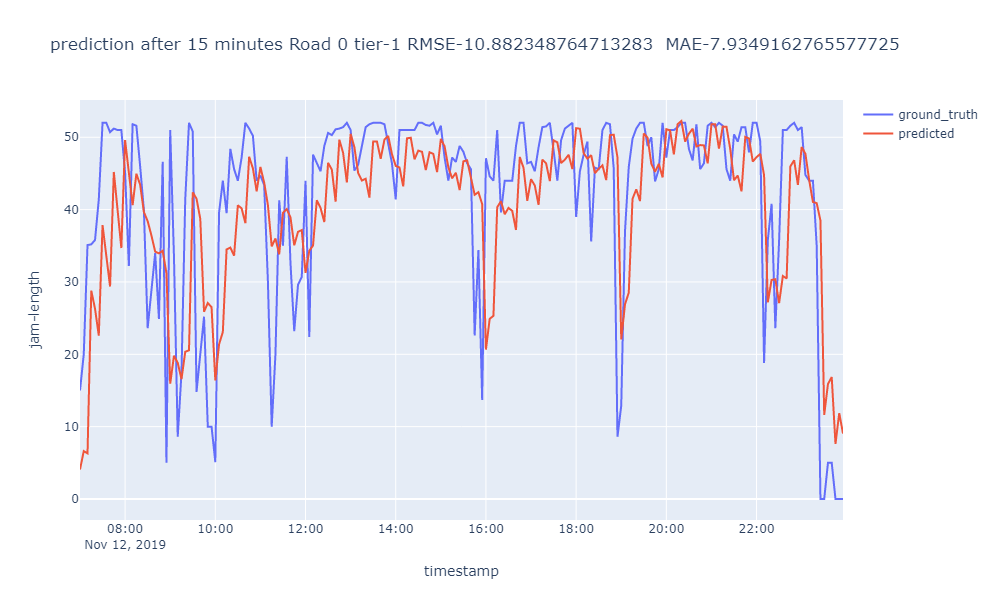 prediction after 15 minutes Road 0 tier-1 RMSE-10.882348764713283  MAE-7.9349162765577725
ground_truth
predicted
jam-length
50
40
30
20
10
0
08:00 10:00 12:00 14:00 16:00 18:00 20:00 22:00
Nov 12, 2019
timestamp